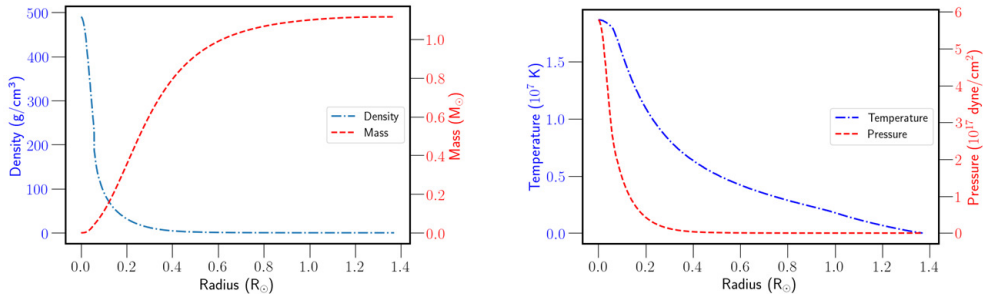 500
400
300
200
100
0
Density (g/cm³)
0.0 0.2 0.4 0.6 0.8 1.0 1.2 1.4
Radius (R☉)
1.0
0.8
0.6
0.4
0.2
0.0
Mass (M☉)
Density
Mass
1.5
1.0
0.5
0.0
Temperature (10⁷ K)
0.0 0.2 0.4 0.6 0.8 1.0 1.2 1.4
Radius (R☉)
6
5
4
3
2
1
0
Pressure (10¹⁷ dyne/cm²)
Temperature
Pressure